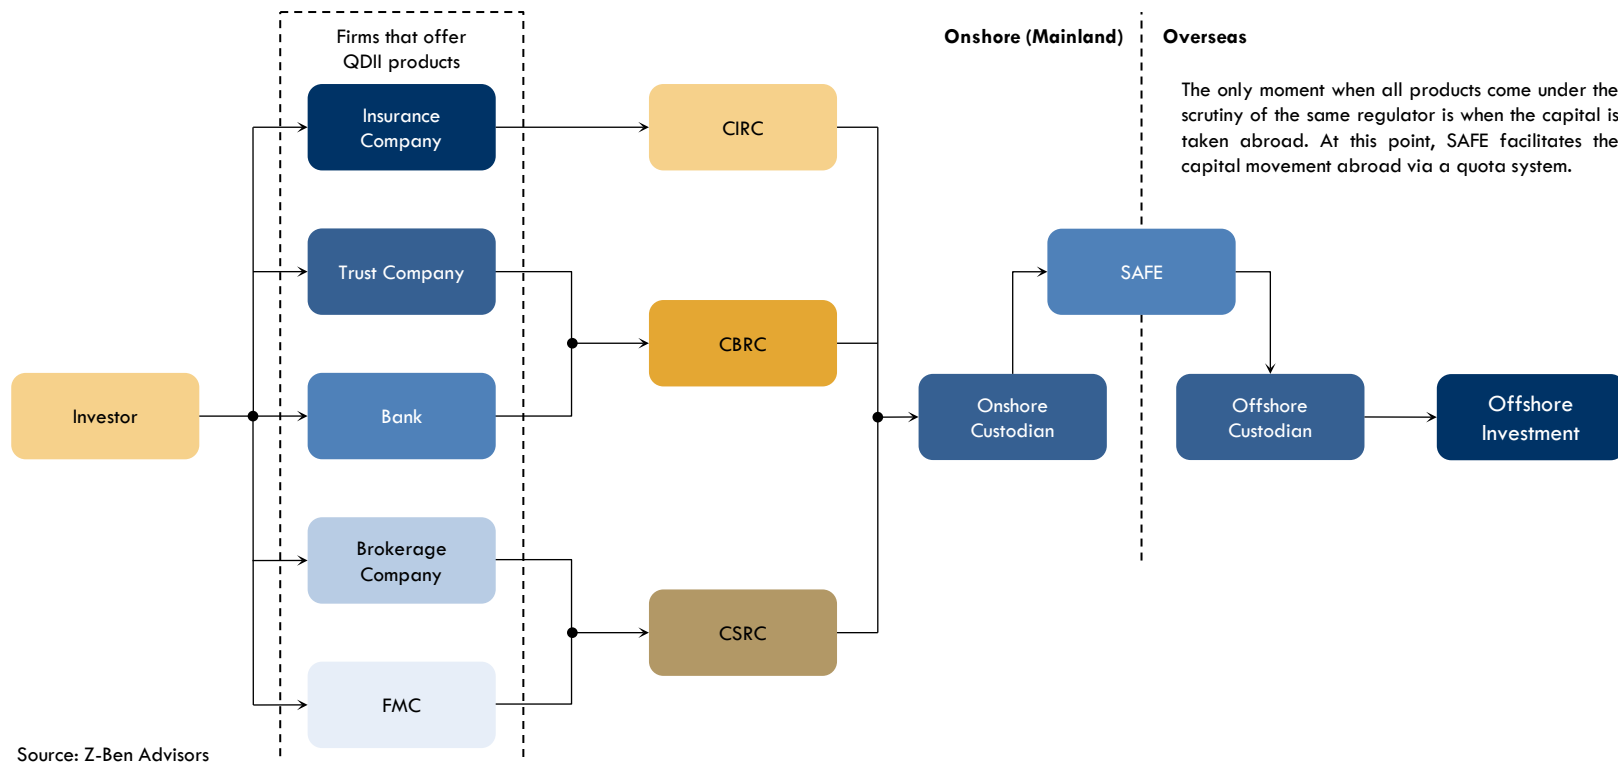 Firms that offer
QDII products
Onshore (Mainland)
Overseas
The only moment when all products come under the
scrutiny of the same regulator is when the capital is
taken abroad. At this point, SAFE facilitates the
capital movement abroad via a quota system.
Insurance
Company
CIRC
Trust Company
SAFE
CBRC
Investor
Bank
Onshore
Custodian
Offshore
Custodian
Offshore
Investment
Brokerage
Company
CSRC
FMC
Source: Z-Ben Advisors